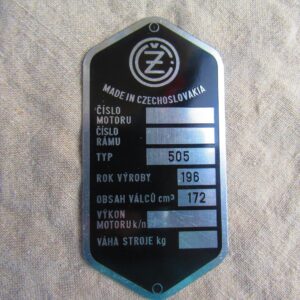 ČZ
MADE IN CZECHOSLOVAKIA
ČÍSLO
MOTORU
ČÍSLO
RÁMU
TYP 505
ROK VÝROBY 196
OBSAH VÁLCŮ cm³ 172
VÝKON
MOTORU k/n
VÁHA STROJE kg